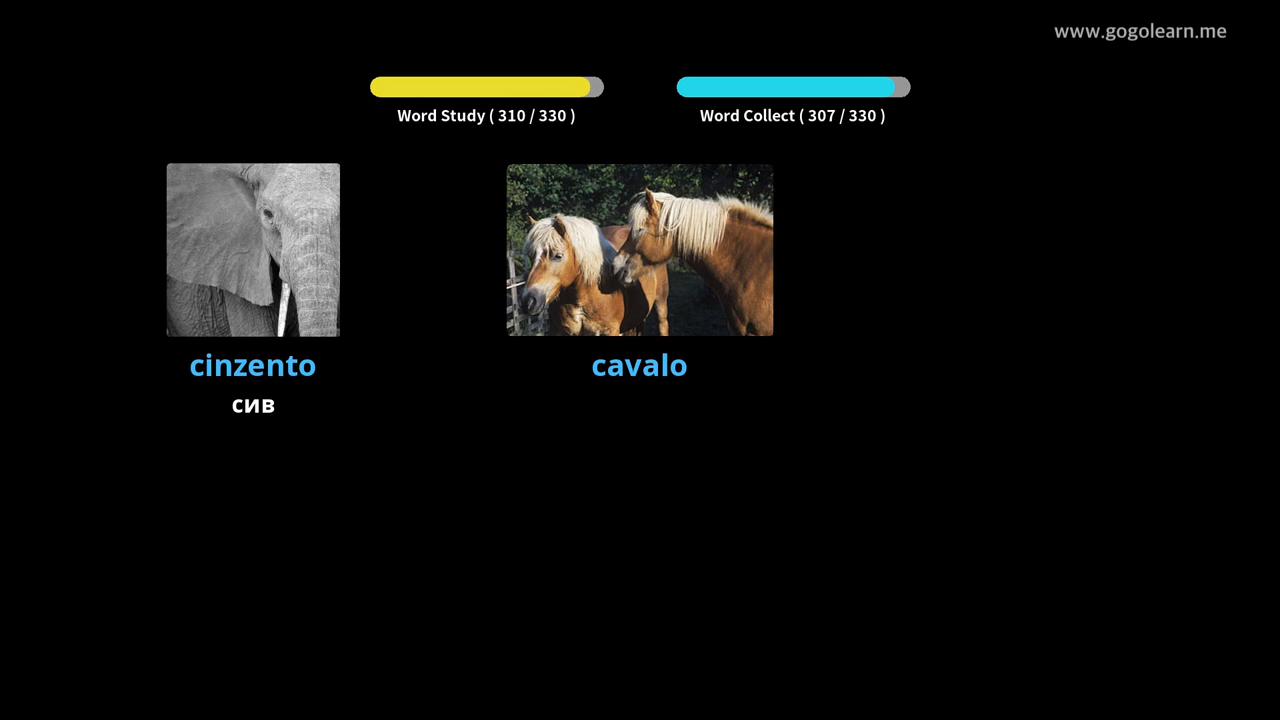 www.gogolearn.me
Word Study ( 310 / 330 )
Word Collect ( 307 / 330 )
cinzento
cavalo
сив